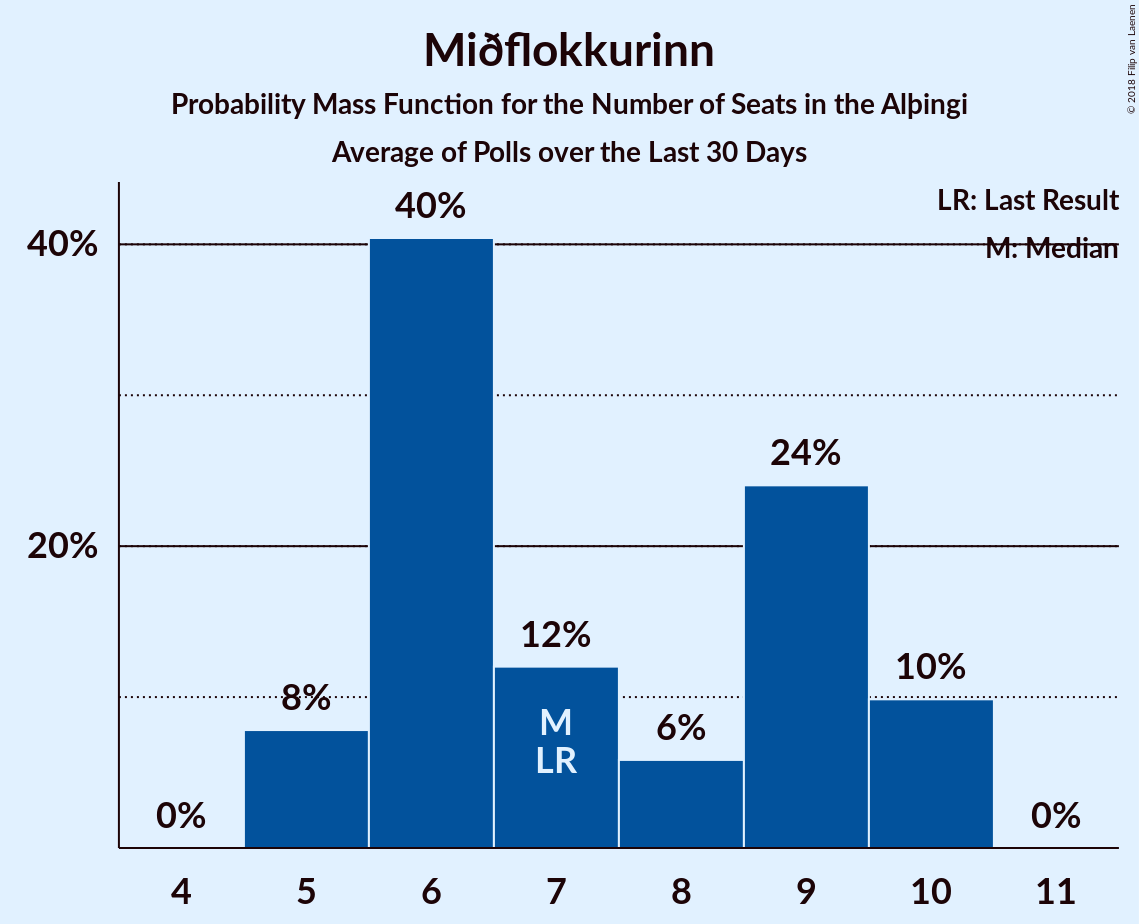 Miðflokkurinn
Probability Mass Function for the Number of Seats in the Alþingi
Average of Polls over the Last 30 Days
© 2018 Filip van Laenen
LR: Last Result
M: Median
40%
20%
0%
8%
40%
12%
6%
24%
10%
0%
M
LR
4 5 6 7 8 9 10 11